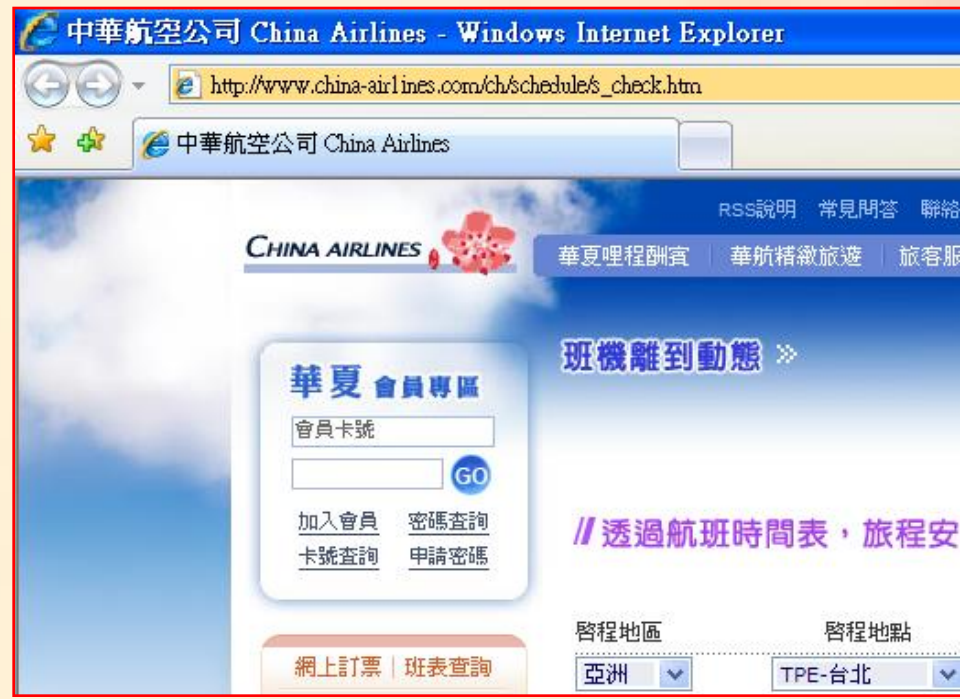 中華航空公司 China Airlines - Windows Internet Explorer
http://www.china-airlines.com/ch/schedule/s_check.htm
中華航空公司 China Airlines
RSS說明 常見問答 聯絡
CHINA AIRLINES
華夏哩程酬賓 華航精緻旅遊 旅客服
班機離到動態 »
華夏 會員專區
會員卡號
GO
加入會員 密碼查詢
卡號查詢 申請密碼
// 透過航班時間表,旅程安
啓程地區 啓程地點
亞洲 TPE-台北
網上訂票 | 班表查詢